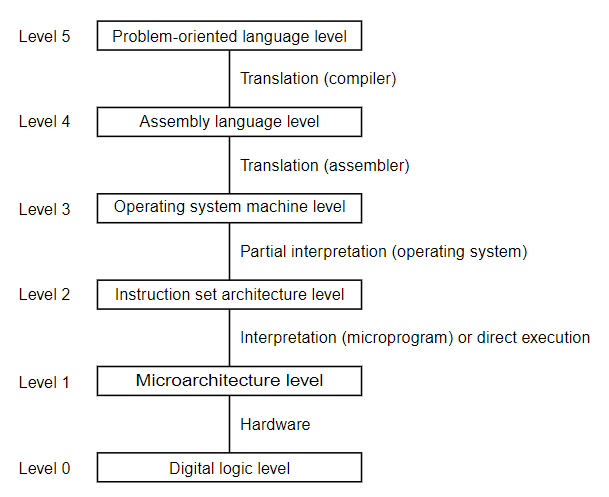 Level 5 Problem-oriented language level
Translation (compiler)
Level 4 Assembly language level
Translation (assembler)
Level 3 Operating system machine level
Partial interpretation (operating system)
Level 2 Instruction set architecture level
Interpretation (microprogram) or direct execution
Level 1 Microarchitecture level
Hardware
Level 0 Digital logic level